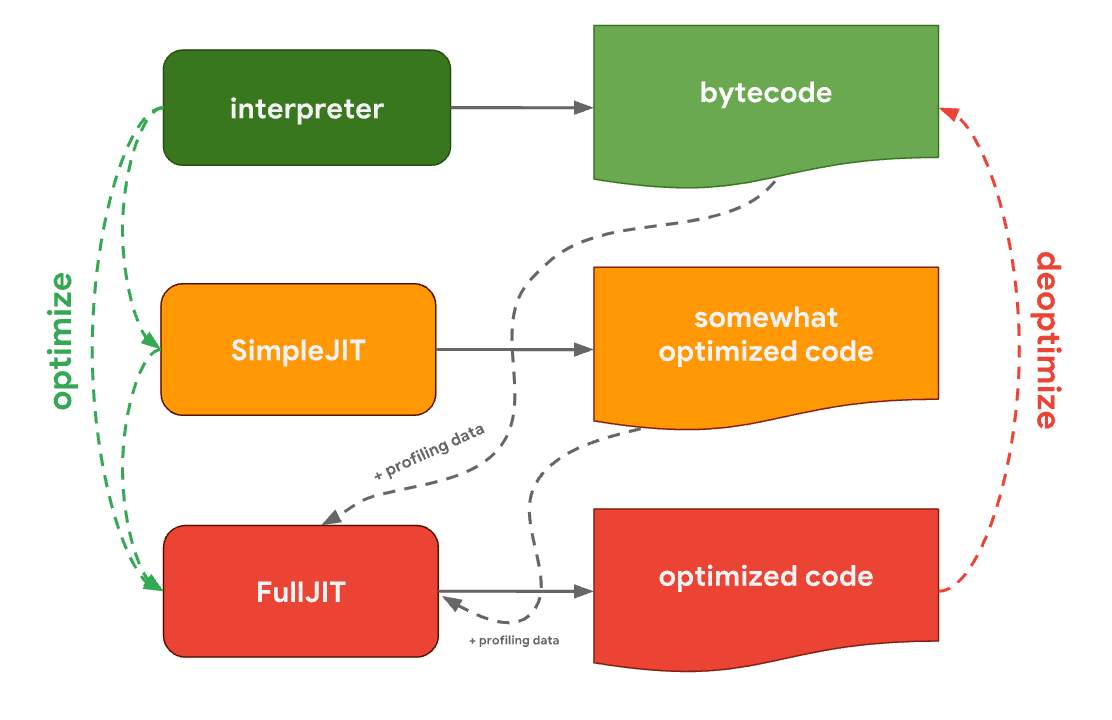 interpreter
bytecode
optimize
SimpleJIT
somewhat
optimized code
deoptimize
+ profiling data
FullJIT
optimized code
+ profiling data